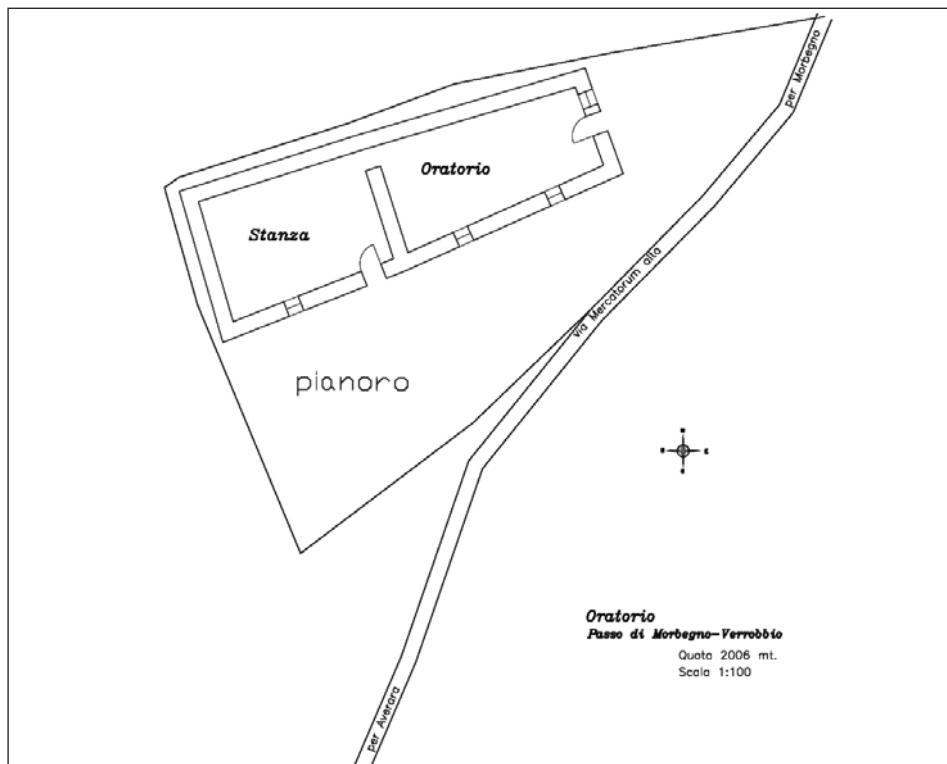 per Morbegno
Oratorio
Stanza
via Mercatorum alta
pianoro
N
E
S
Oratorio
Passo di Morbegno-Verrobbio
Quota 2006 mt.
Scala 1:100
per Averara